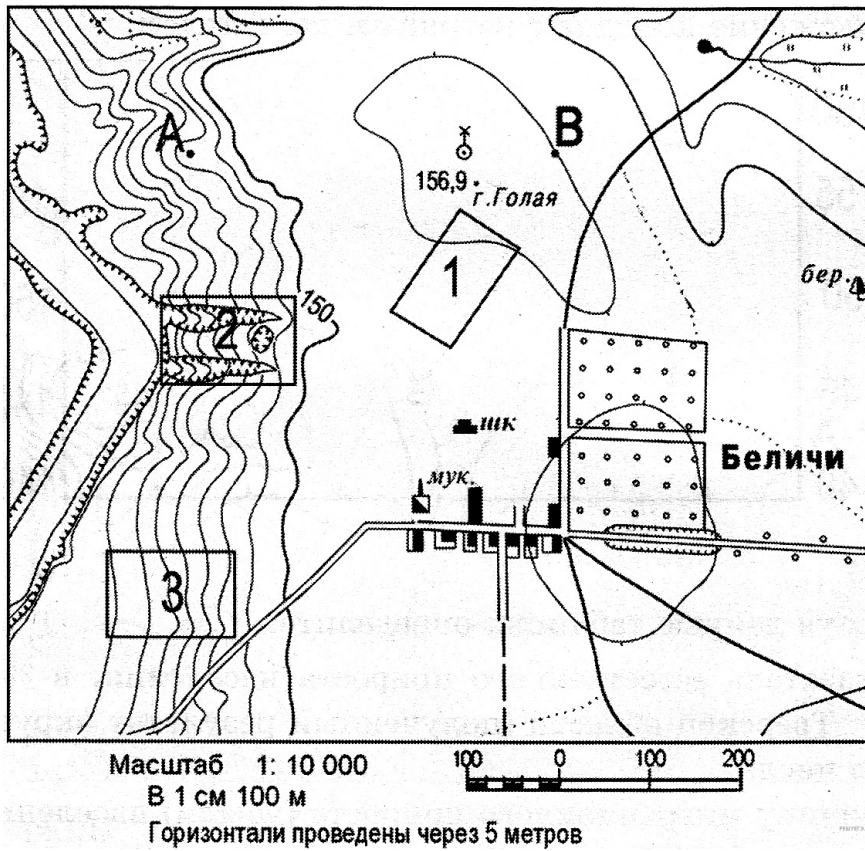 А
В
156,9
г.Голая
1
бер.
2
150
шк
Беличи
мук.
3
Масштаб 1: 10 000
В 1 см 100 м
Горизонтали проведены через 5 метров
100 0 100 200